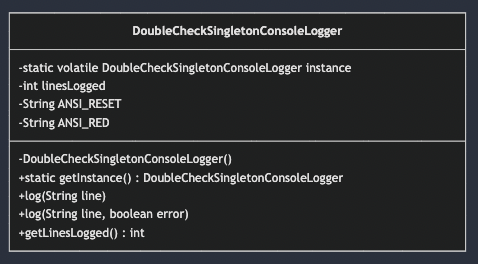 DoubleCheckSingletonConsoleLogger
-static volatile DoubleCheckSingletonConsoleLogger instance
-int linesLogged
-String ANSI_RESET
-String ANSI_RED
-DoubleCheckSingletonConsoleLogger()
+static getInstance() : DoubleCheckSingletonConsoleLogger
+log(String line)
+log(String line, boolean error)
+getLinesLogged() : int